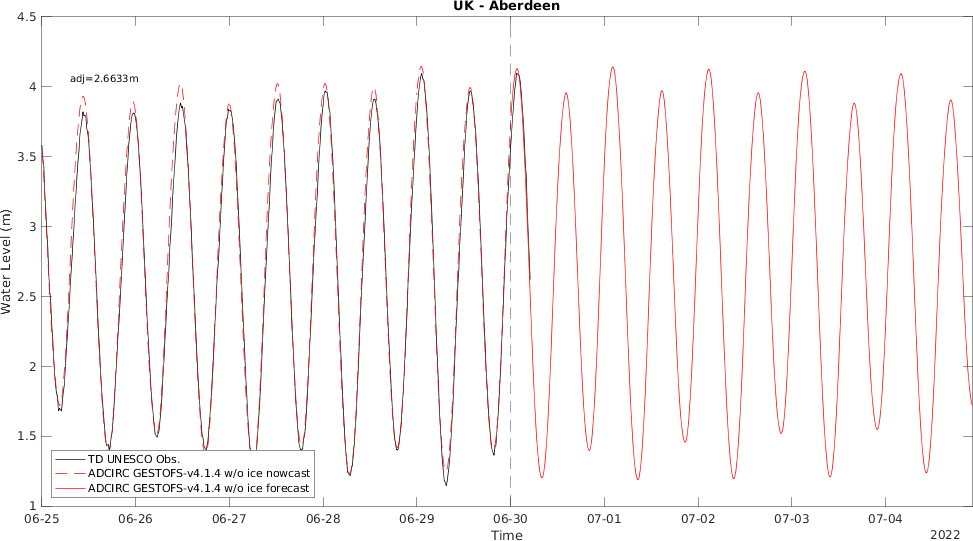 UK - Aberdeen
4.5
adj=2.6633m
4
3.5
3
2.5
2
1.5
1
Water Level (m)
TD UNESCO Obs.
ADCIRC GESTOFS-v4.1.4 w/o ice nowcast
ADCIRC GESTOFS-v4.1.4 w/o ice forecast
06-25 06-26 06-27 06-28 06-29 06-30 07-01 07-02 07-03 07-04
Time
2022